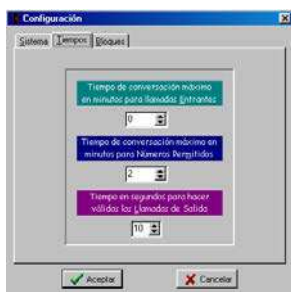 Configuración
Sistema Tiempos Bloques
Tiempo de conversación máximo
en minutos para llamadas Entrantes
0
Tiempo de conversación máximo en
minutos para Números Permitidos
2
Tiempo en segundos para hacer
válidas las Llamadas de Salida
10
Aceptar Cancelar